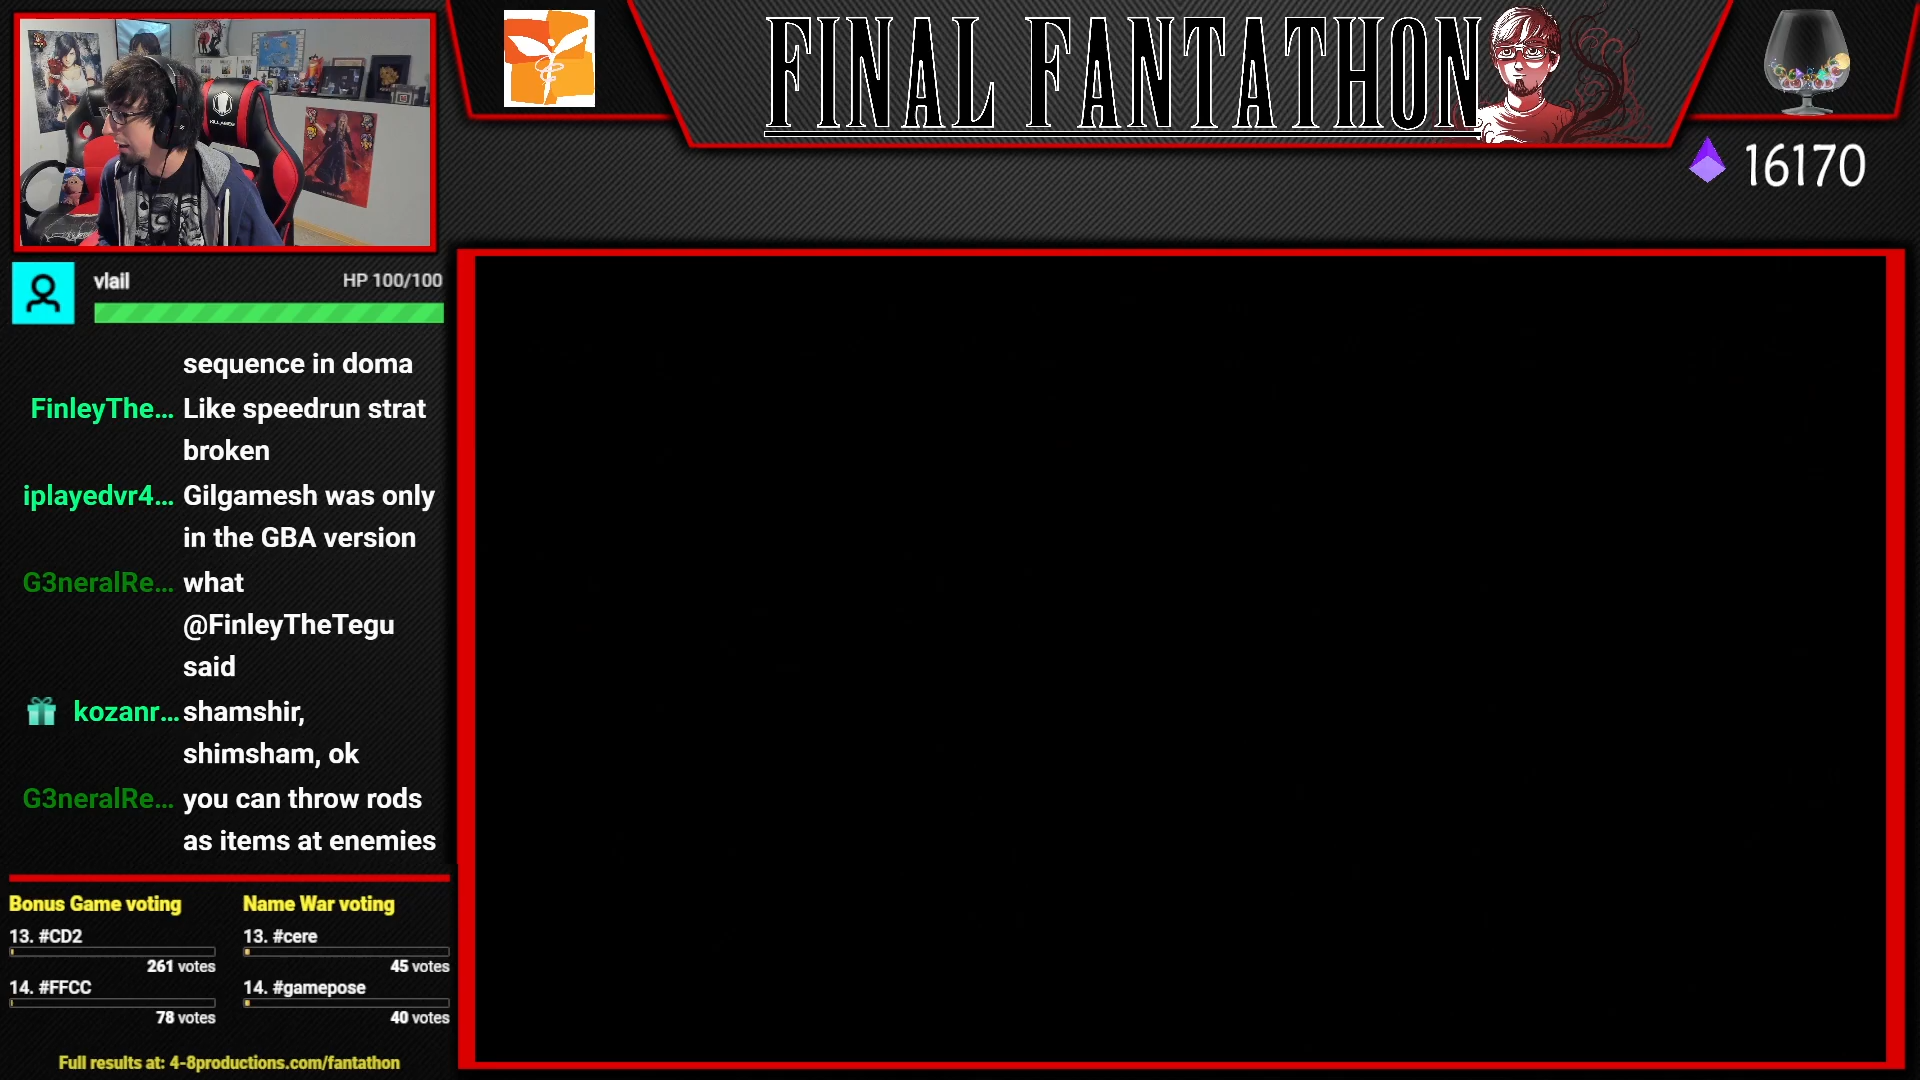 FINAL FANTATHON
16170
vlail
HP 100/100
sequence in doma
FinleyThe… Like speedrun strat
broken
iplayedvr4… Gilgamesh was only
in the GBA version
G3neralRe… what
@FinleyTheTegu
said
kozanr… shamshir,
shimsham, ok
G3neralRe… you can throw rods
as items at enemies
Bonus Game voting
13. #CD2
261 votes
14. #FFCC
78 votes
Name War voting
13. #cere
45 votes
14. #gamepose
40 votes
Full results at: 4-8productions.com/fantathon